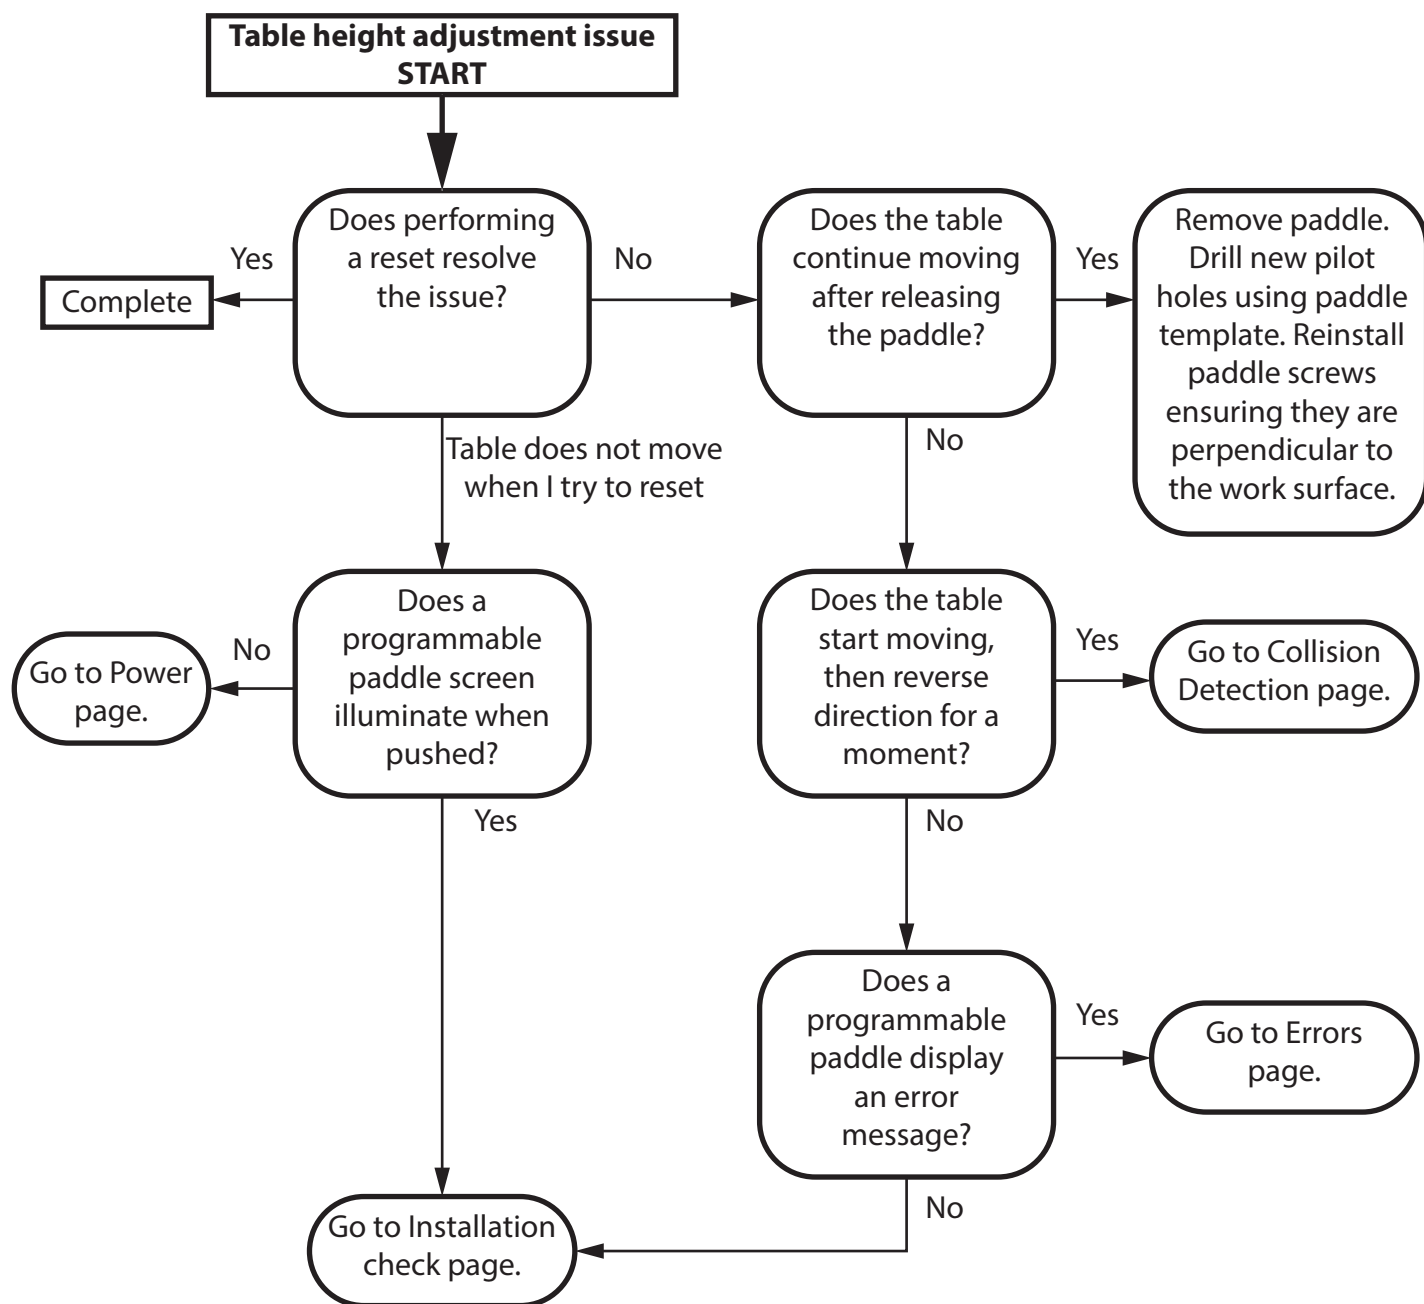 Table height adjustment issue
START
Does performing
a reset resolve
the issue?
Yes
Complete
No
Does the table
continue moving
after releasing
the paddle?
Yes
Remove paddle.
Drill new pilot
holes using paddle
template. Reinstall
paddle screws
ensuring they are
perpendicular to
the work surface.
Table does not move
when I try to reset
No
Does a
programmable
paddle screen
illuminate when
pushed?
No
Go to Power
page.
Yes
Does the table
start moving,
then reverse
direction for a
moment?
Yes
Go to Collision
Detection page.
No
Does a
programmable
paddle display
an error
message?
Yes
Go to Errors
page.
No
Go to Installation
check page.